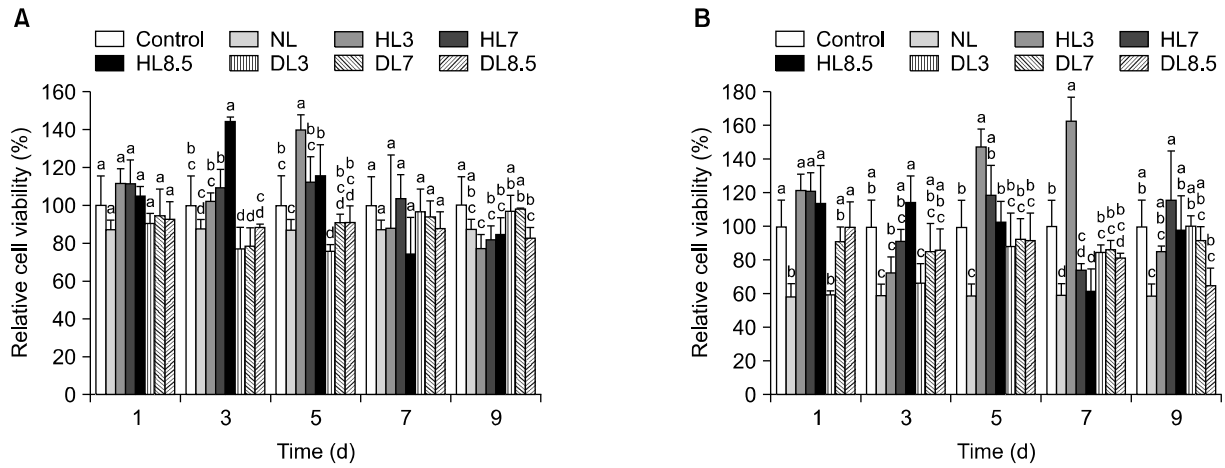 A
Control NL HL3 HL7
HL8.5 DL3 DL7 DL8.5
Relative cell viability (%)
160
140
120
100
80
60
40
20
0
a a a a a a a a
a a a a a a a a
1 3 5 7 9
Time (d)
B
Control NL HL3 HL7
HL8.5 DL3 DL7 DL8.5
Relative cell viability (%)
180
160
140
120
100
80
60
40
20
0
a b a a a b ab a
1 3 5 7 9
Time (d)